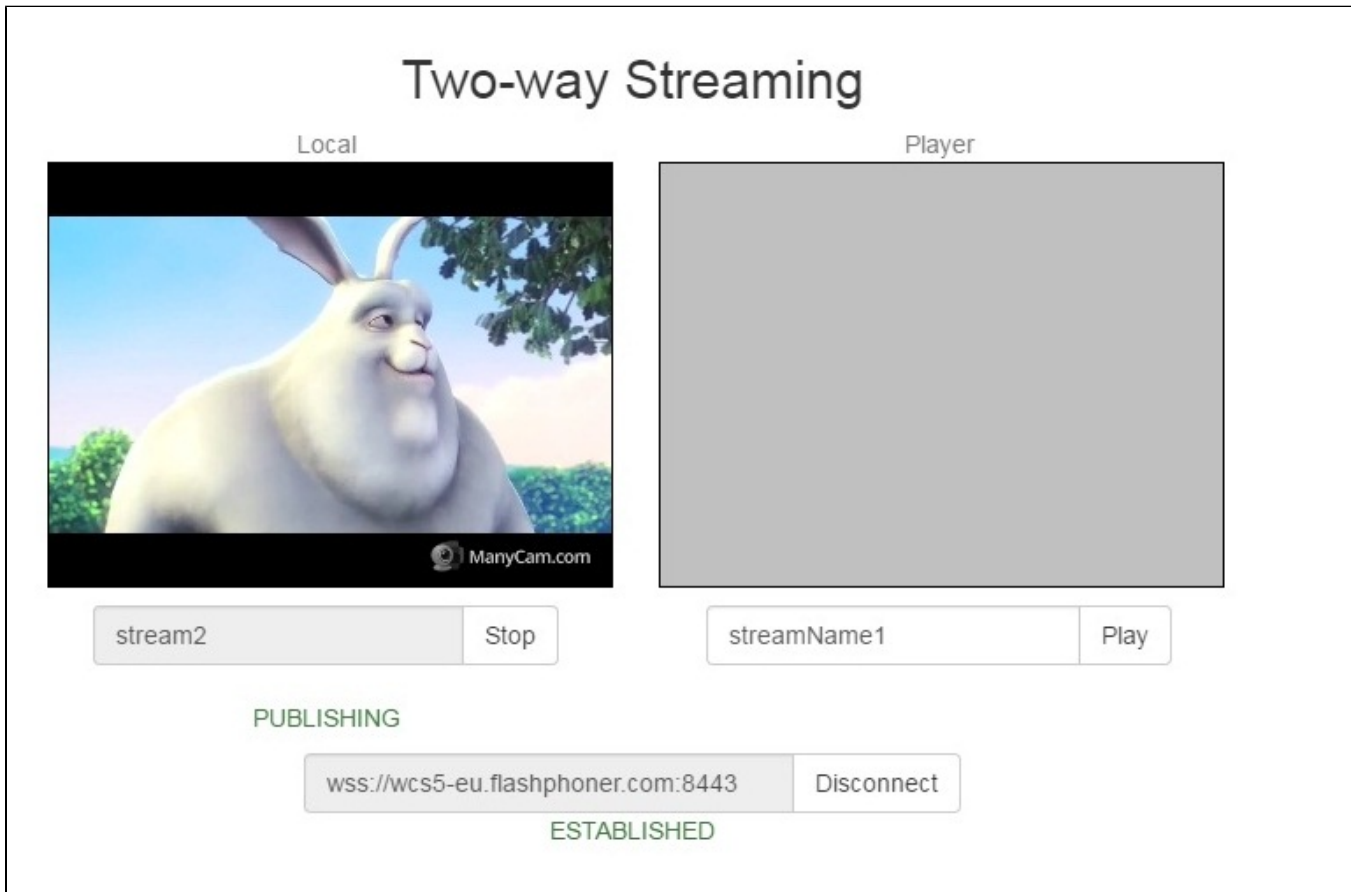 Two-way Streaming
Local
Player
ManyCam.com
stream2
Stop
streamName1
Play
PUBLISHING
wss://wcs5-eu.flashphoner.com:8443
Disconnect
ESTABLISHED